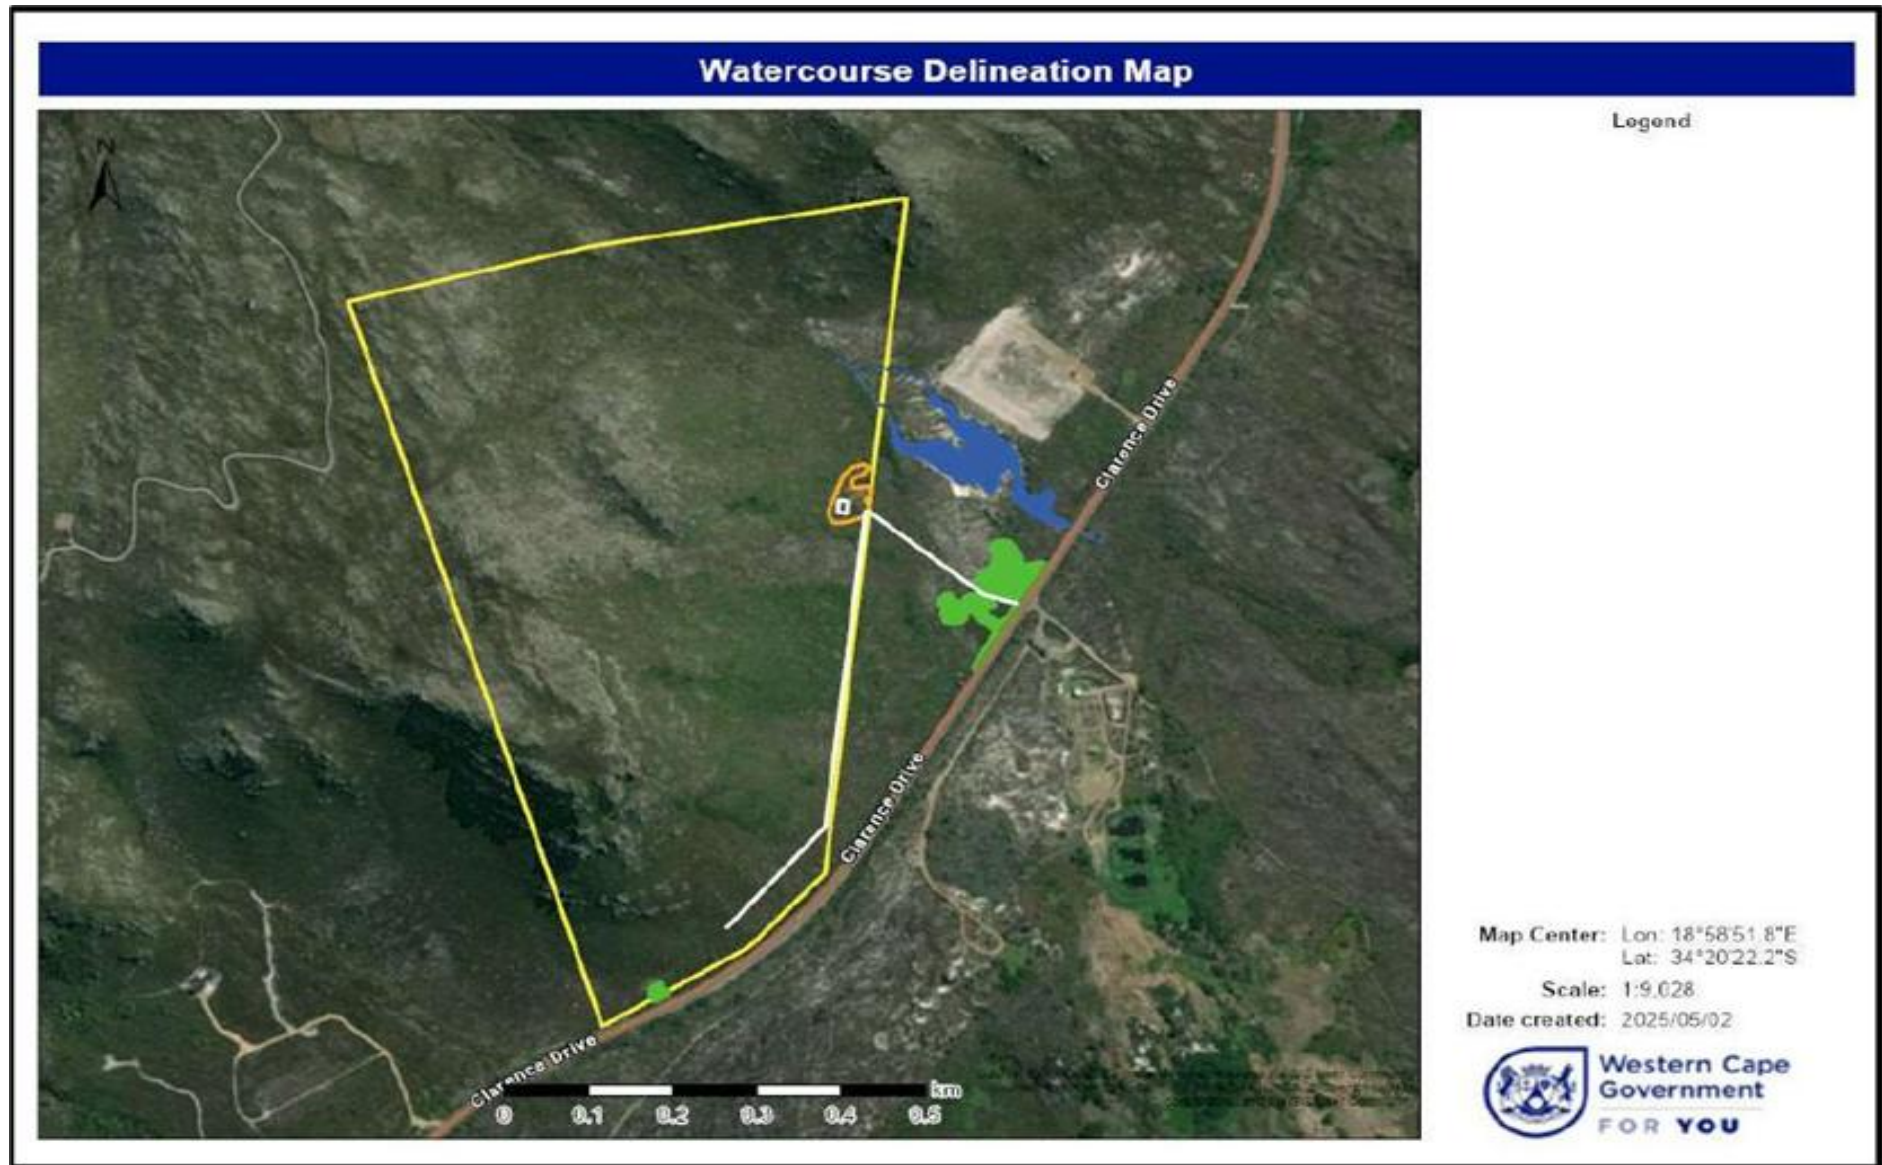 Watercourse Delineation Map
Legend
N
Clarence Drive
Clarence Drive
Clarence Drive
km
0 0.1 0.2 0.3 0.4 0.5
Map Center: Lon: 18°58'51.8"E
Lat: 34°20'22.2"S
Scale: 1:9,028
Date created: 2025/05/02
Western Cape
Government
FOR YOU